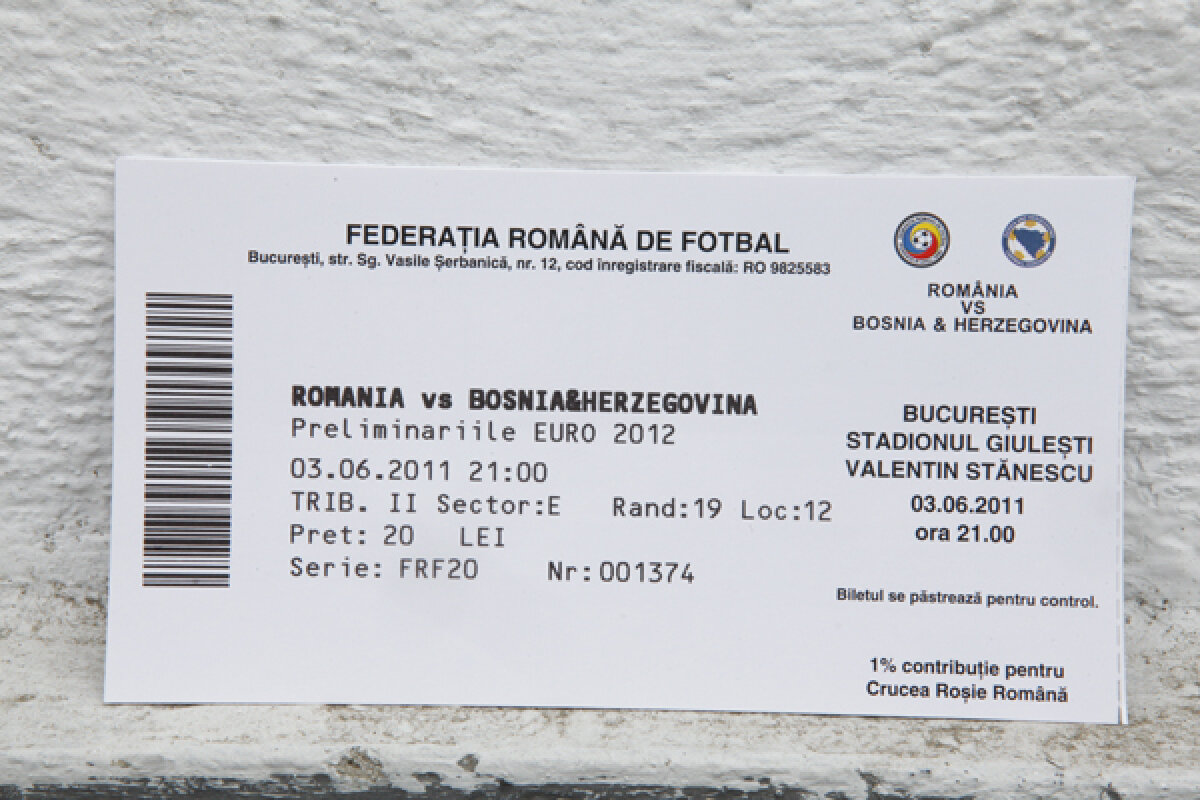 FEDERAȚIA ROMÂNĂ DE FOTBAL
București, str. Sg. Vasile Șerbanică, nr. 12, cod înregistrare fiscală: RO 9825583
ROMANIA vs BOSNIA&HERZEGOVINA
Preliminariile EURO 2012
03.06.2011 21:00
TRIB. II Sector:E Rand:19 Loc:12
Pret: 20 LEI
Serie: FRF20 Nr:001374
ROMÂNIA
VS
BOSNIA & HERZEGOVINA
BUCUREȘTI
STADIONUL GIULEȘTI
VALENTIN STĂNESCU
03.06.2011
ora 21.00
Biletul se păstrează pentru control.
1% contribuție pentru
Crucea Roșie Română